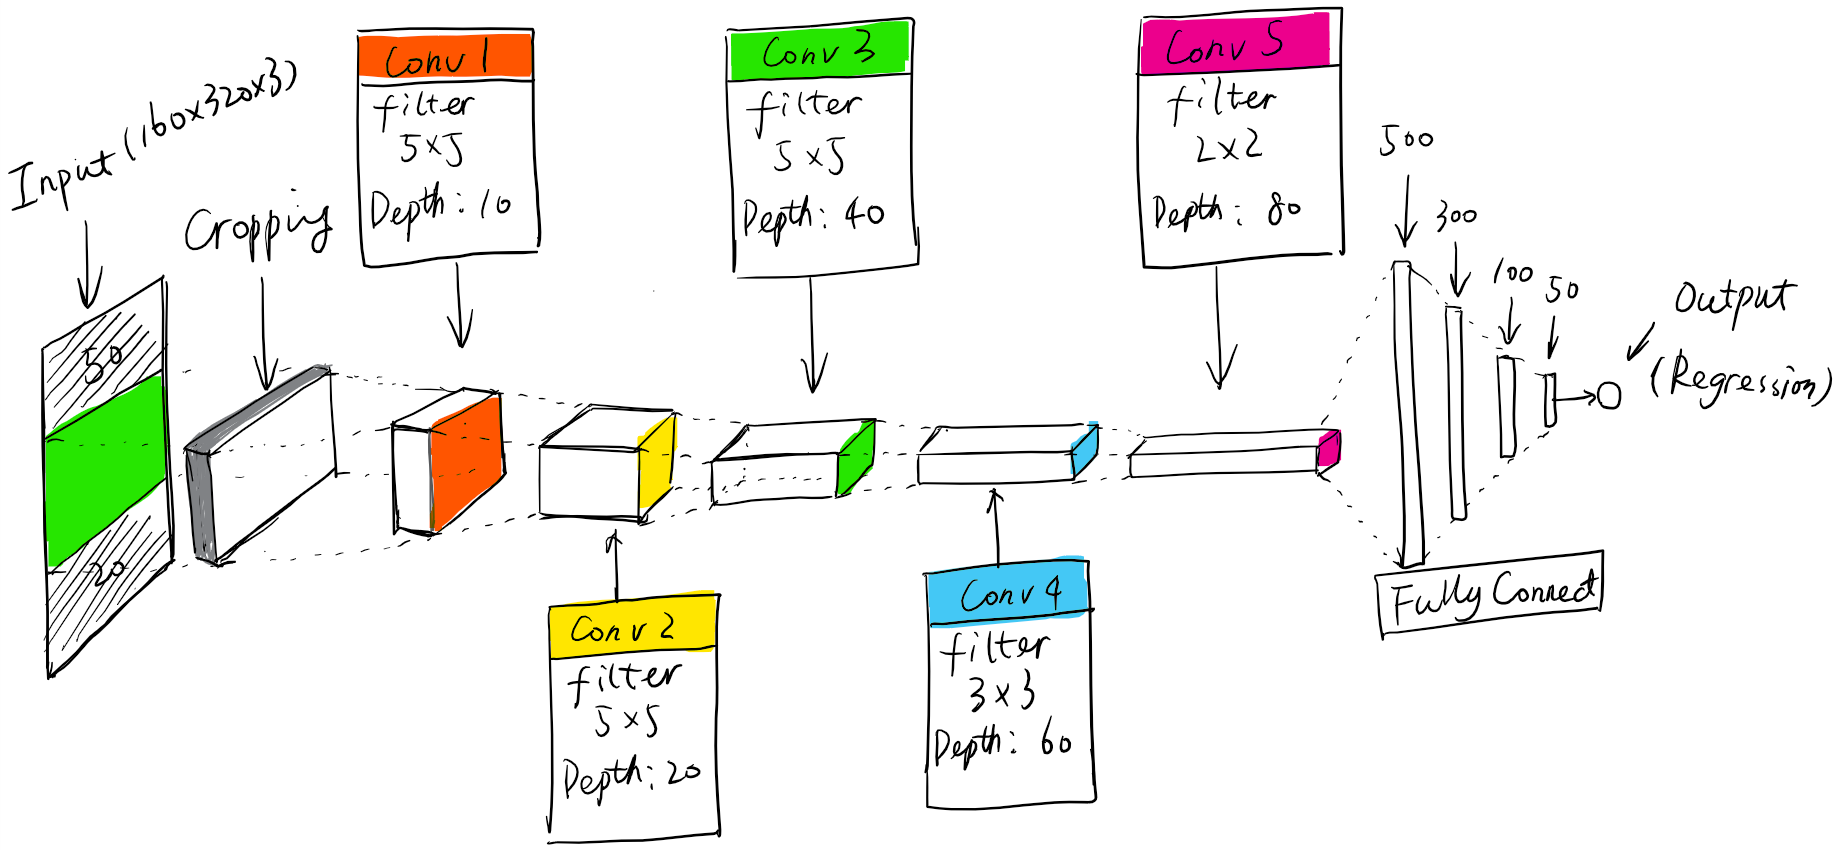 Input (160x320x3)
50
20
Cropping
Conv 1
filter
5x5
Depth: 10
Conv 2
filter
5x5
Depth: 20
Conv 3
filter
5x5
Depth: 40
Conv 4
filter
3x3
Depth: 60
Conv 5
filter
2x2
Depth: 80
500
300
100
50
Fully Connect
Output
(Regression)